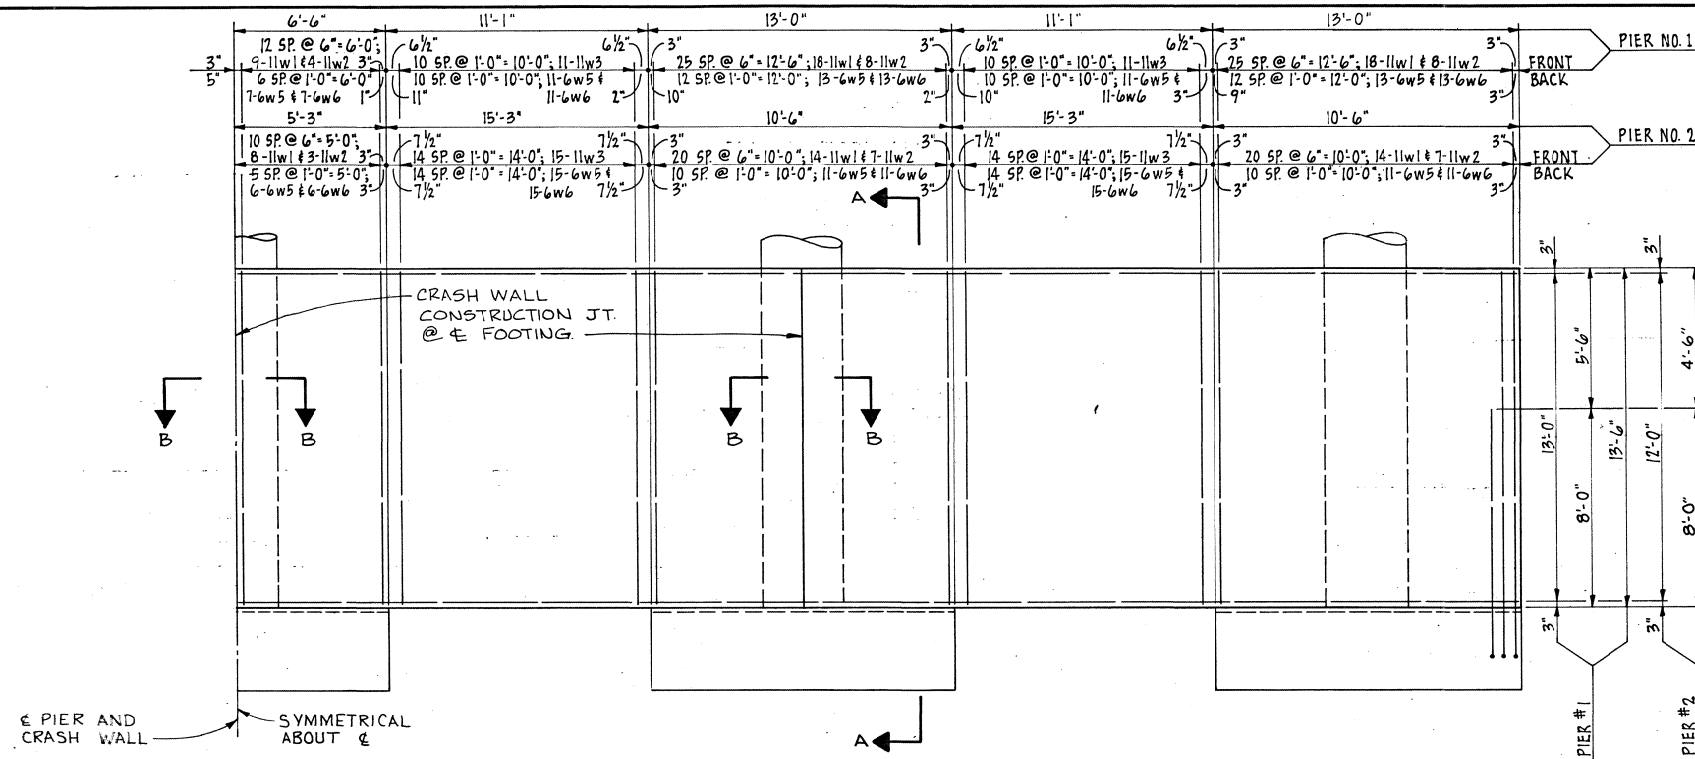 6'-6" 11'-1" 13'-0" 11'-1" 13'-0"
PIER NO. 1
12 SP. @ 6" = 6'-0";
9-11w1 & 4-11w2 3"
3"
5"
6 SP. @ 1'-0" = 6'-0"
7-6w5 & 7-6w6 1"
6½" 6½"
10 SP. @ 1'-0" = 10'-0"; 11-11w3
10 SP. @ 1'-0" = 10'-0"; 11-6w5 &
11" 11-6w6 2"
3" 3"
25 SP. @ 6" = 12'-6"; 18-11w1 & 8-11w2
12 SP. @ 1'-0" = 12'-0"; 13-6w5 & 13-6w6
10" 2"
6½" 6½"
10 SP. @ 1'-0" = 10'-0"; 11-11w3
10 SP. @ 1'-0" = 10'-0"; 11-6w5 &
10" 11-6w6 3"
3" 3"
25 SP. @ 6" = 12'-6"; 18-11w1 & 8-11w2
12 SP. @ 1'-0" = 12'-0"; 13-6w5 & 13-6w6
9" 3"
FRONT
BACK
5'-3" 15'-3" 10'-6" 15'-3" 10'-6"
PIER NO. 2
10 SP. @ 6" = 5'-0";
8-11w1 & 3-11w2 3"
5 SP. @ 1'-0" = 5'-0";
6-6w5 & 6-6w6 3"
7½" 7½"
14 SP. @ 1'-0" = 14'-0"; 15-11w3
14 SP. @ 1'-0" = 14'-0"; 15-6w5 &
7½" 15-6w6 7½"
3" 3"
20 SP. @ 6" = 10'-0"; 14-11w1 & 7-11w2
10 SP. @ 1'-0" = 10'-0"; 11-6w5 & 11-6w6
3" 3"
7½" 7½"
14 SP. @ 1'-0" = 14'-0"; 15-11w3
14 SP. @ 1'-0" = 14'-0"; 15-6w5 &
7½" 15-6w6 7½"
3" 3"
20 SP. @ 6" = 10'-0"; 14-11w1 & 7-11w2
10 SP. @ 1'-0" = 10'-0"; 11-6w5 & 11-6w6
3" 3"
FRONT
BACK
A
CRASH WALL
CONSTRUCTION JT.
@ ℄ FOOTING.
B B B B
3" 3"
5'-6" 4'-6"
13'-0" 13'-6" 12'-0"
8'-0" 8'-0"
3" 3"
PIER #1 PIER #2
℄ PIER AND
CRASH WALL
SYMMETRICAL
ABOUT ℄
A